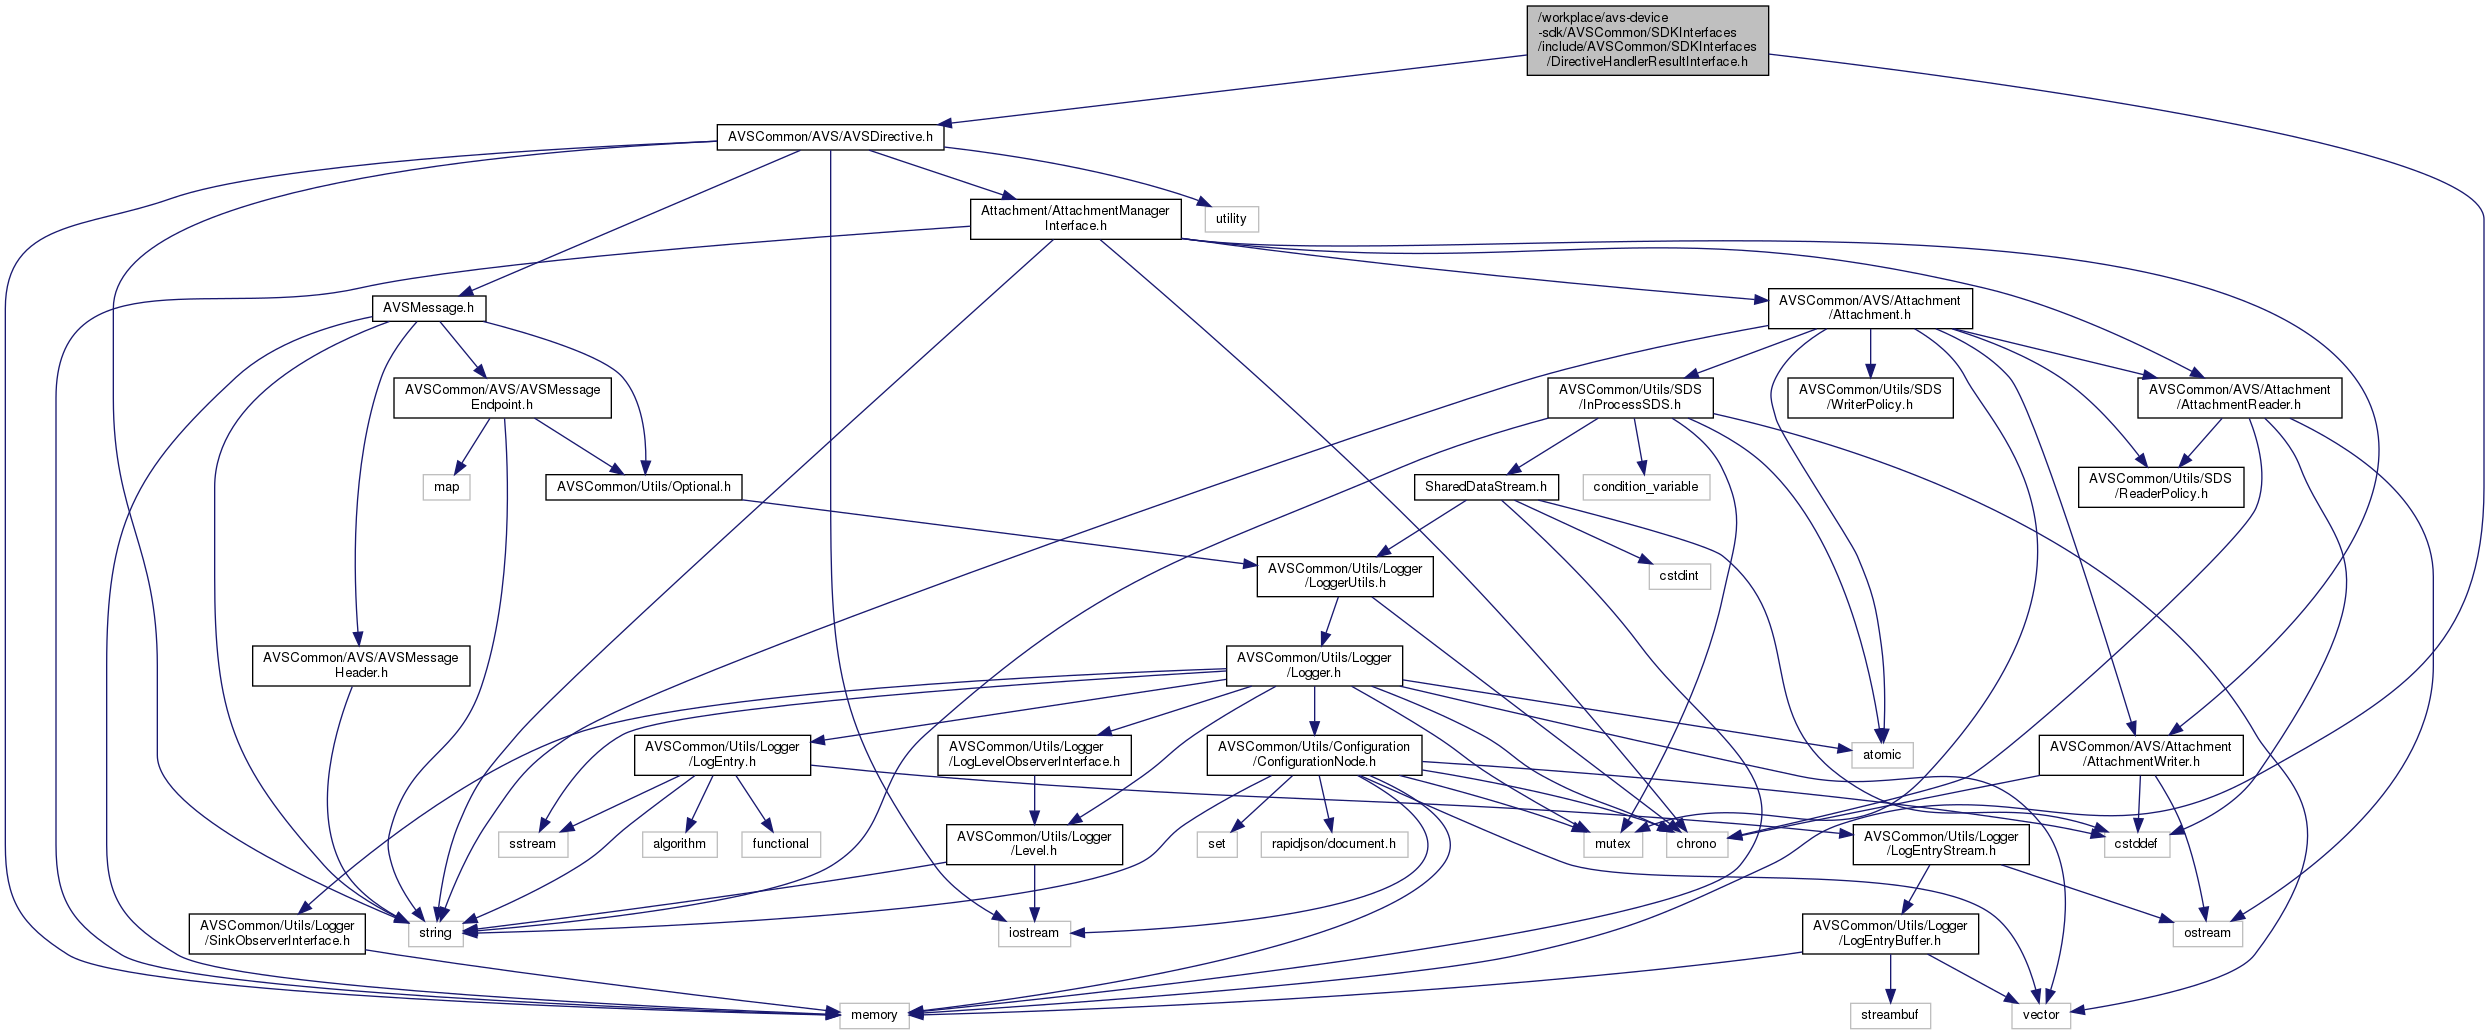 /workplace/avs-device
-sdk/AVSCommon/SDKInterfaces
/include/AVSCommon/SDKInterfaces
/DirectiveHandlerResultInterface.h
AVSCommon/AVS/AVSDirective.h
Attachment/AttachmentManager
Interface.h
utility
AVSMessage.h
AVSCommon/AVS/Attachment
/Attachment.h
AVSCommon/AVS/AVSMessage
Endpoint.h
AVSCommon/Utils/SDS
/InProcessSDS.h
AVSCommon/Utils/SDS
/WriterPolicy.h
AVSCommon/AVS/Attachment
/AttachmentReader.h
map
AVSCommon/Utils/Optional.h
SharedDataStream.h
condition_variable
AVSCommon/Utils/SDS
/ReaderPolicy.h
AVSCommon/Utils/Logger
/LoggerUtils.h
cstdint
AVSCommon/AVS/AVSMessage
Header.h
AVSCommon/Utils/Logger
/Logger.h
AVSCommon/Utils/Logger
/LogEntry.h
AVSCommon/Utils/Logger
/LogLevelObserverInterface.h
AVSCommon/Utils/Configuration
/ConfigurationNode.h
atomic
AVSCommon/AVS/Attachment
/AttachmentWriter.h
sstream
algorithm
functional
AVSCommon/Utils/Logger
/Level.h
set
rapidjson/document.h
mutex
chrono
AVSCommon/Utils/Logger
/LogEntryStream.h
cstddef
AVSCommon/Utils/Logger
/SinkObserverInterface.h
string
iostream
AVSCommon/Utils/Logger
/LogEntryBuffer.h
ostream
memory
streambuf
vector